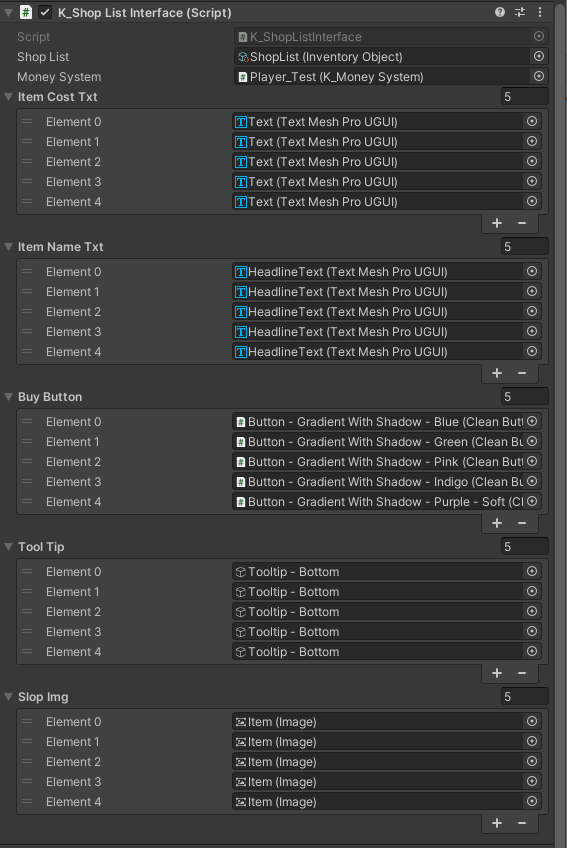 K_Shop List Interface (Script)
Script K_ShopListInterface
Shop List ShopList (Inventory Object)
Money System Player_Test (K_Money System)
Item Cost Txt 5
Element 0 Text (Text Mesh Pro UGUI)
Element 1 Text (Text Mesh Pro UGUI)
Element 2 Text (Text Mesh Pro UGUI)
Element 3 Text (Text Mesh Pro UGUI)
Element 4 Text (Text Mesh Pro UGUI)
Item Name Txt 5
Element 0 HeadlineText (Text Mesh Pro UGUI)
Element 1 HeadlineText (Text Mesh Pro UGUI)
Element 2 HeadlineText (Text Mesh Pro UGUI)
Element 3 HeadlineText (Text Mesh Pro UGUI)
Element 4 HeadlineText (Text Mesh Pro UGUI)
Buy Button 5
Element 0 Button - Gradient With Shadow - Blue (Clean Butt
Element 1 Button - Gradient With Shadow - Green (Clean Bu
Element 2 Button - Gradient With Shadow - Pink (Clean Butt
Element 3 Button - Gradient With Shadow - Indigo (Clean Bu
Element 4 Button - Gradient With Shadow - Purple - Soft (Cl
Tool Tip 5
Element 0 Tooltip - Bottom
Element 1 Tooltip - Bottom
Element 2 Tooltip - Bottom
Element 3 Tooltip - Bottom
Element 4 Tooltip - Bottom
Slop Img 5
Element 0 Item (Image)
Element 1 Item (Image)
Element 2 Item (Image)
Element 3 Item (Image)
Element 4 Item (Image)